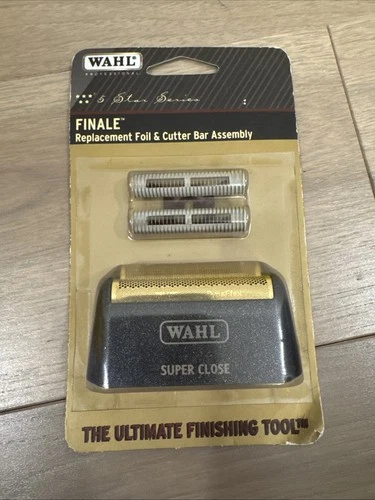 WAHL
PROFESSIONAL
5 Star Series
FINALE™
Replacement Foil & Cutter Bar Assembly
WAHL
SUPER CLOSE
THE ULTIMATE FINISHING TOOL™